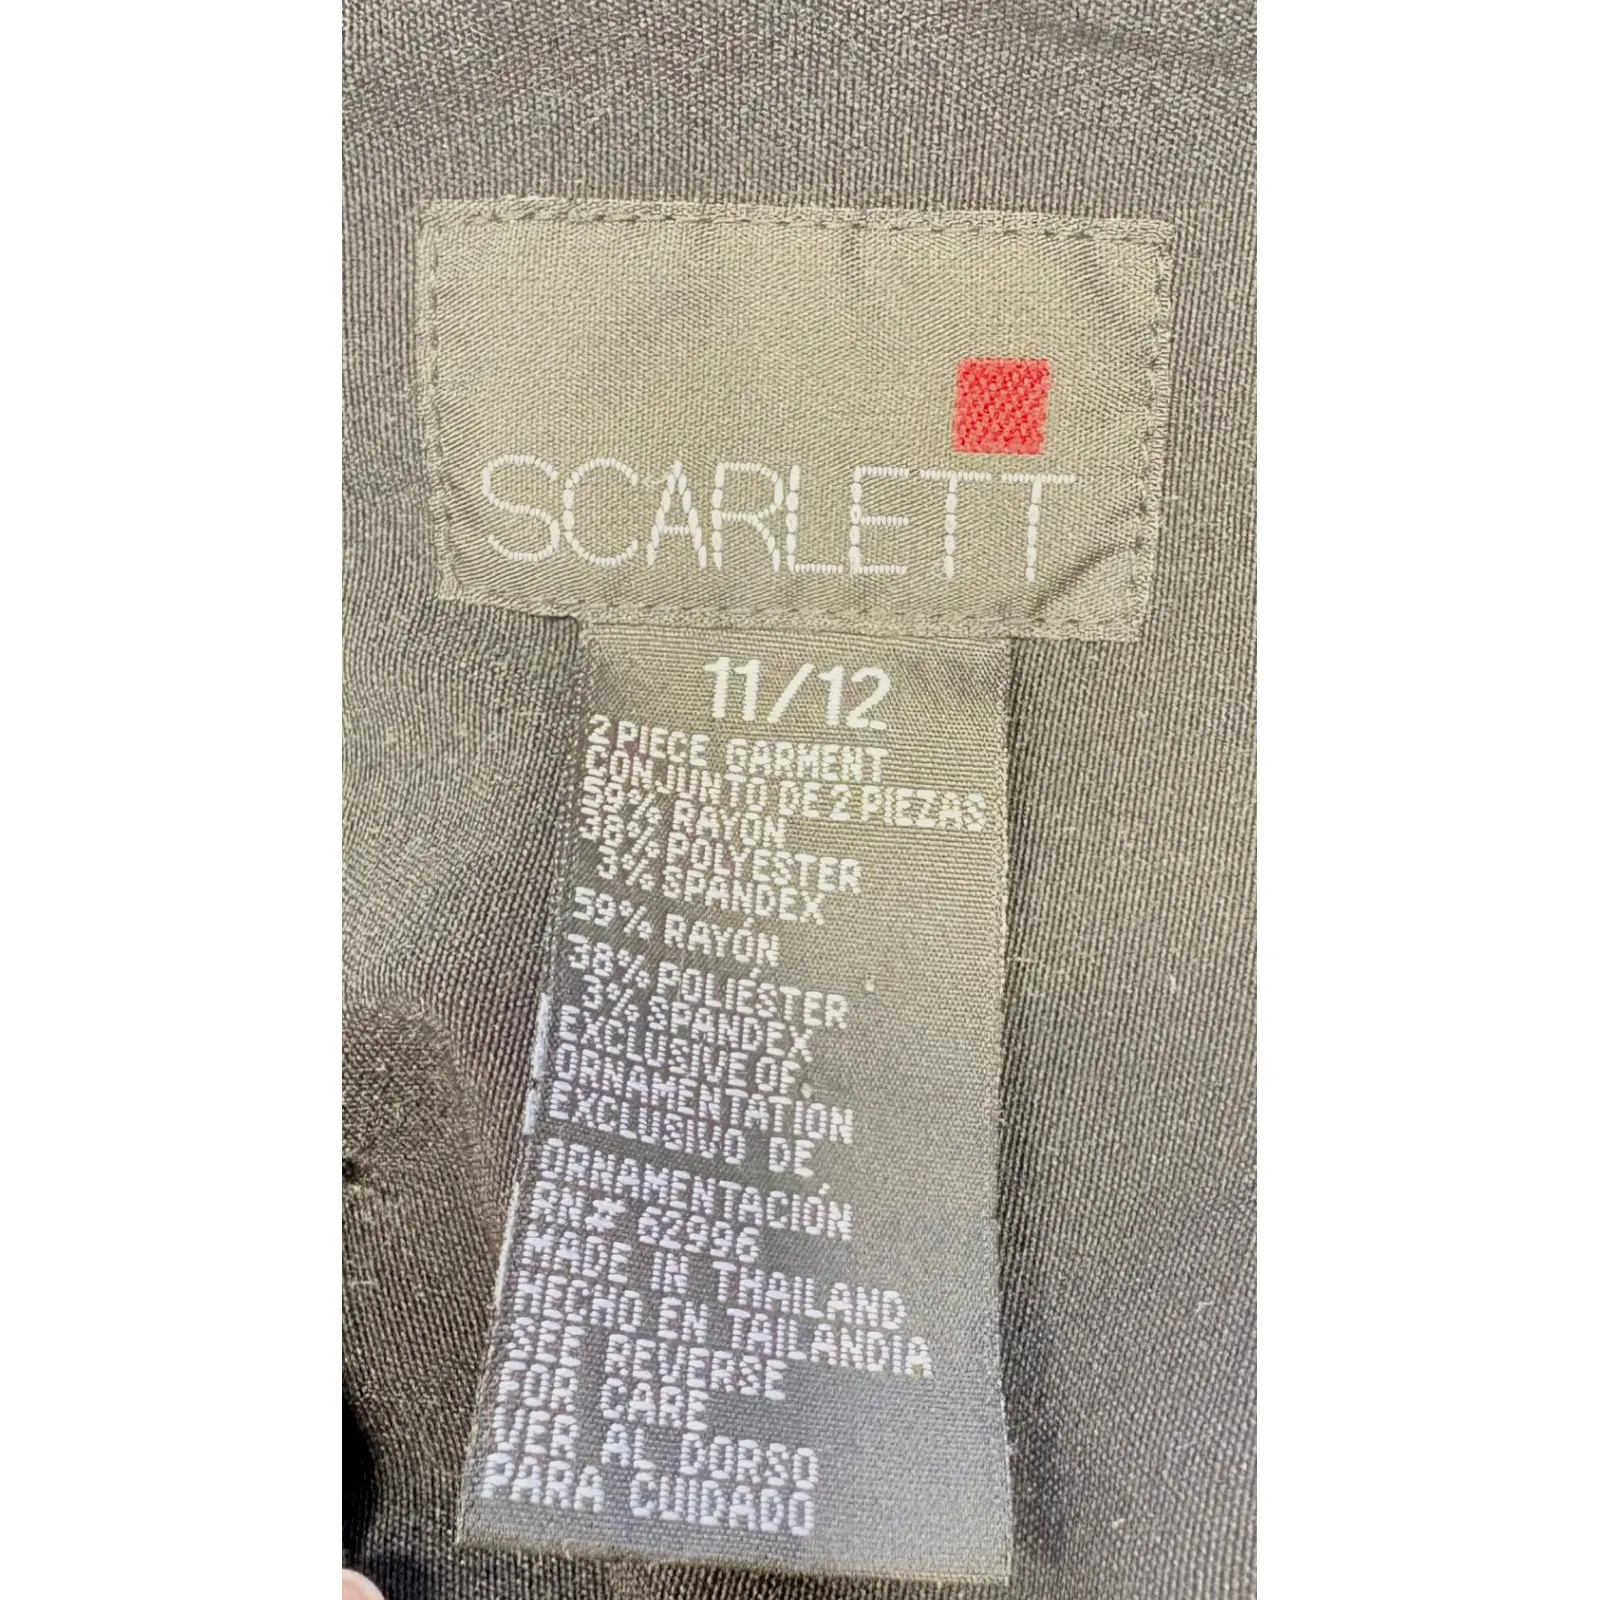 SCARLETT
11/12
2 PIECE GARMENT
CONJUNTO DE 2 PIEZAS
59% RAYON
38% POLYESTER
3% SPANDEX
59% RAYÓN
38% POLIÉSTER
3% SPANDEX
EXCLUSIVE OF
ORNAMENTATION
EXCLUSIVO DE
ORNAMENTACIÓN
RN# 62996
MADE IN THAILAND
HECHO EN TAILANDIA
SEE REVERSE
FOR CARE
VER AL DORSO
PARA CUIDADO